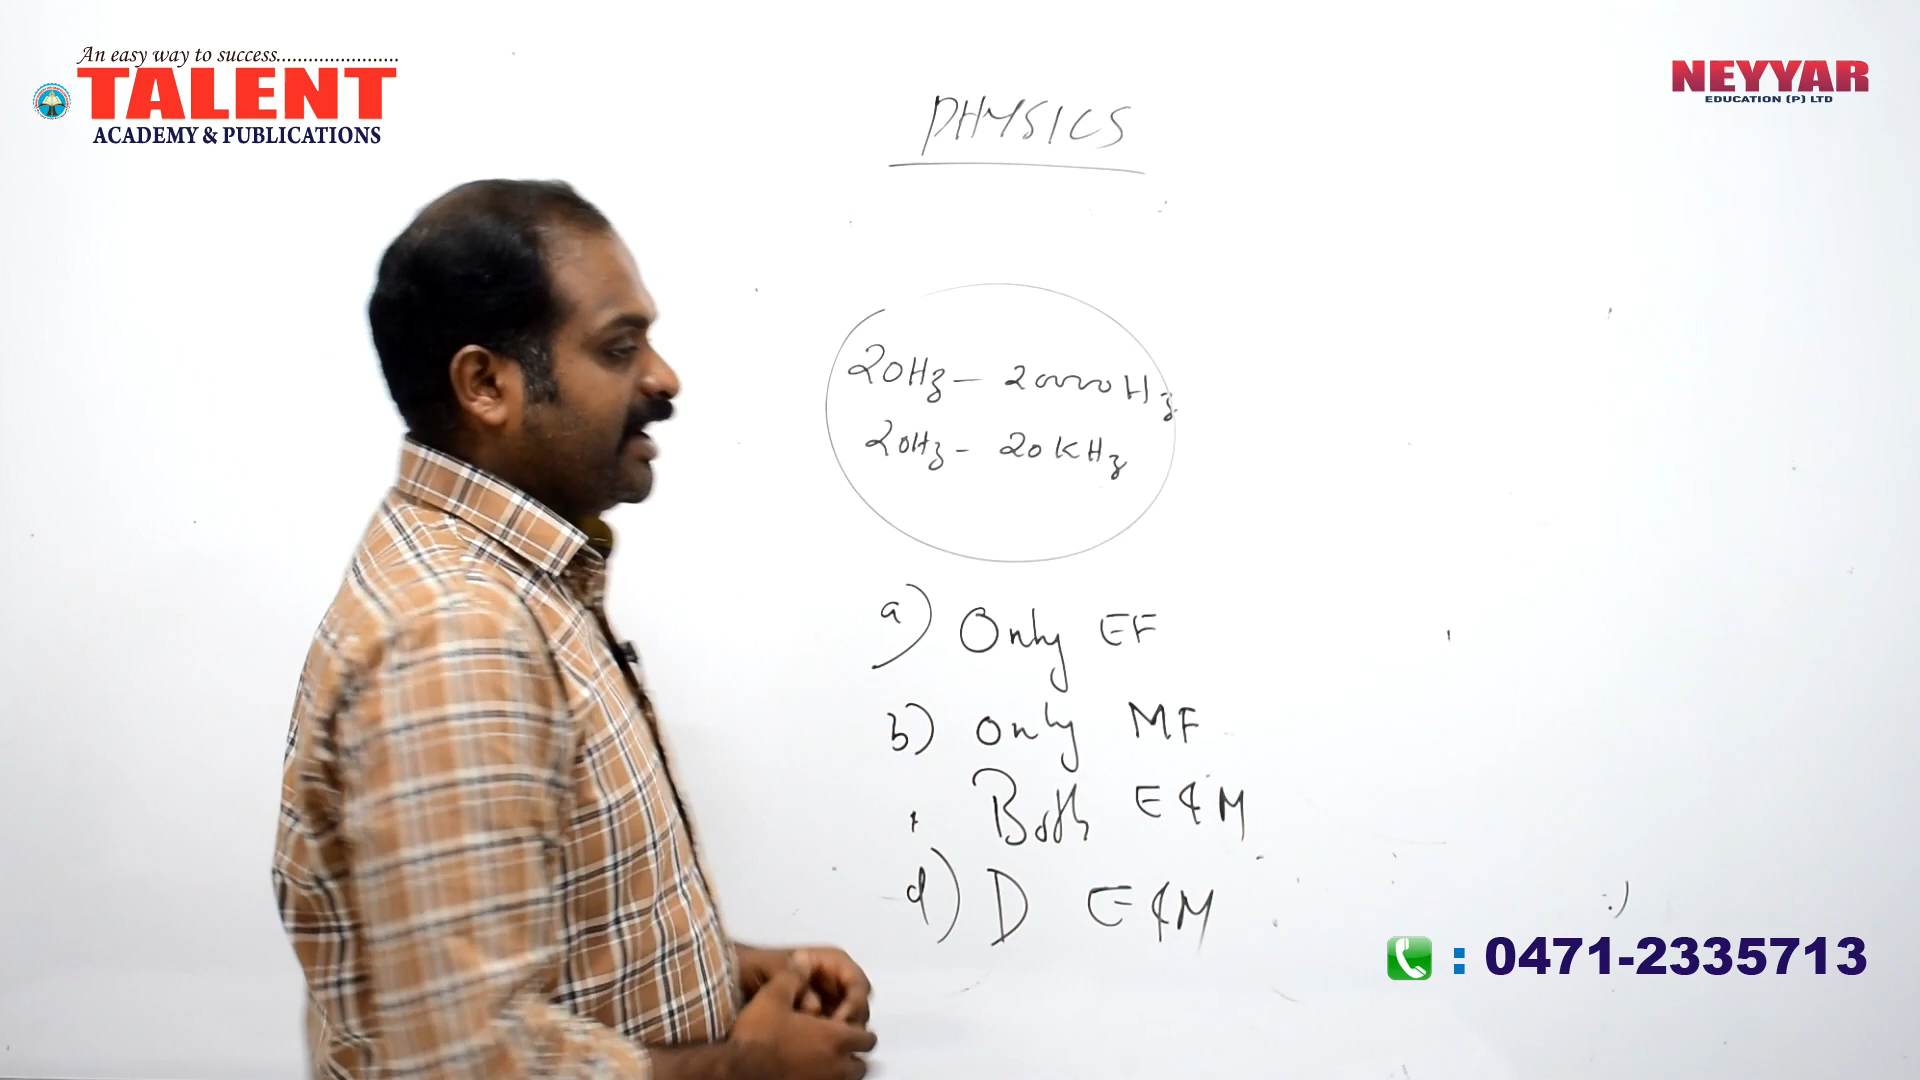 An easy way to success.......................
TALENT
ACADEMY & PUBLICATIONS
NEYYAR
EDUCATION (P) LTD
PHYSICS
20Hz - 20000Hz
20Hz - 20KHz
a) Only EF
b) Only MF
Both E&M
d) D E&M
: 0471-2335713